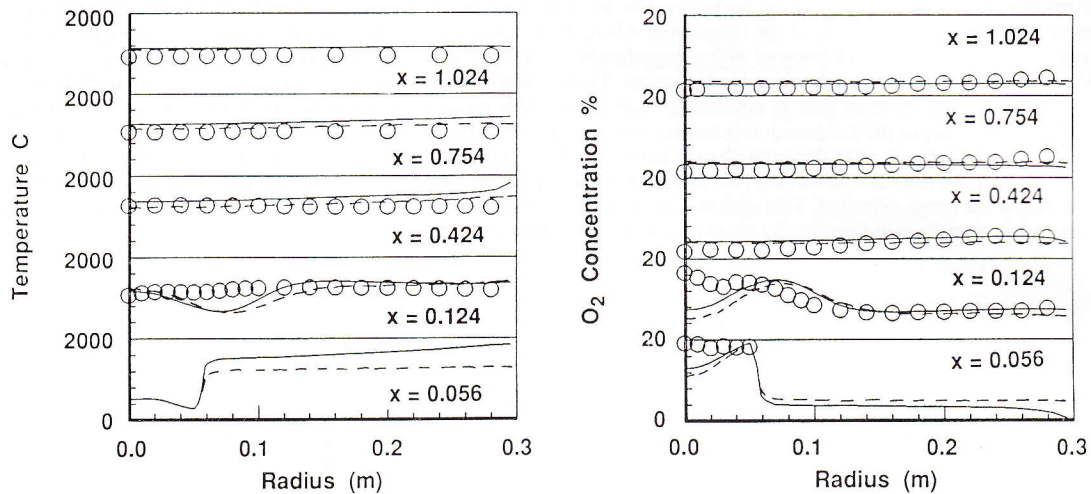 2000
2000
2000
2000
2000
0
Temperature C
x = 1.024
x = 0.754
x = 0.424
x = 0.124
x = 0.056
0.0
0.1
0.2
0.3
Radius (m)
20
20
20
20
20
0
O₂ Concentration %
x = 1.024
x = 0.754
x = 0.424
x = 0.124
x = 0.056
0.0
0.1
0.2
0.3
Radius (m)